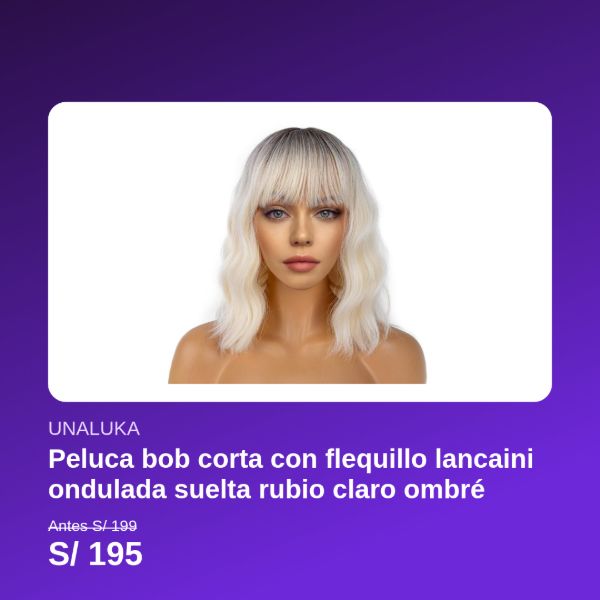 UNALUKA
Peluca bob corta con flequillo lancaini
ondulada suelta rubio claro ombré
Antes S/ 199
S/ 195